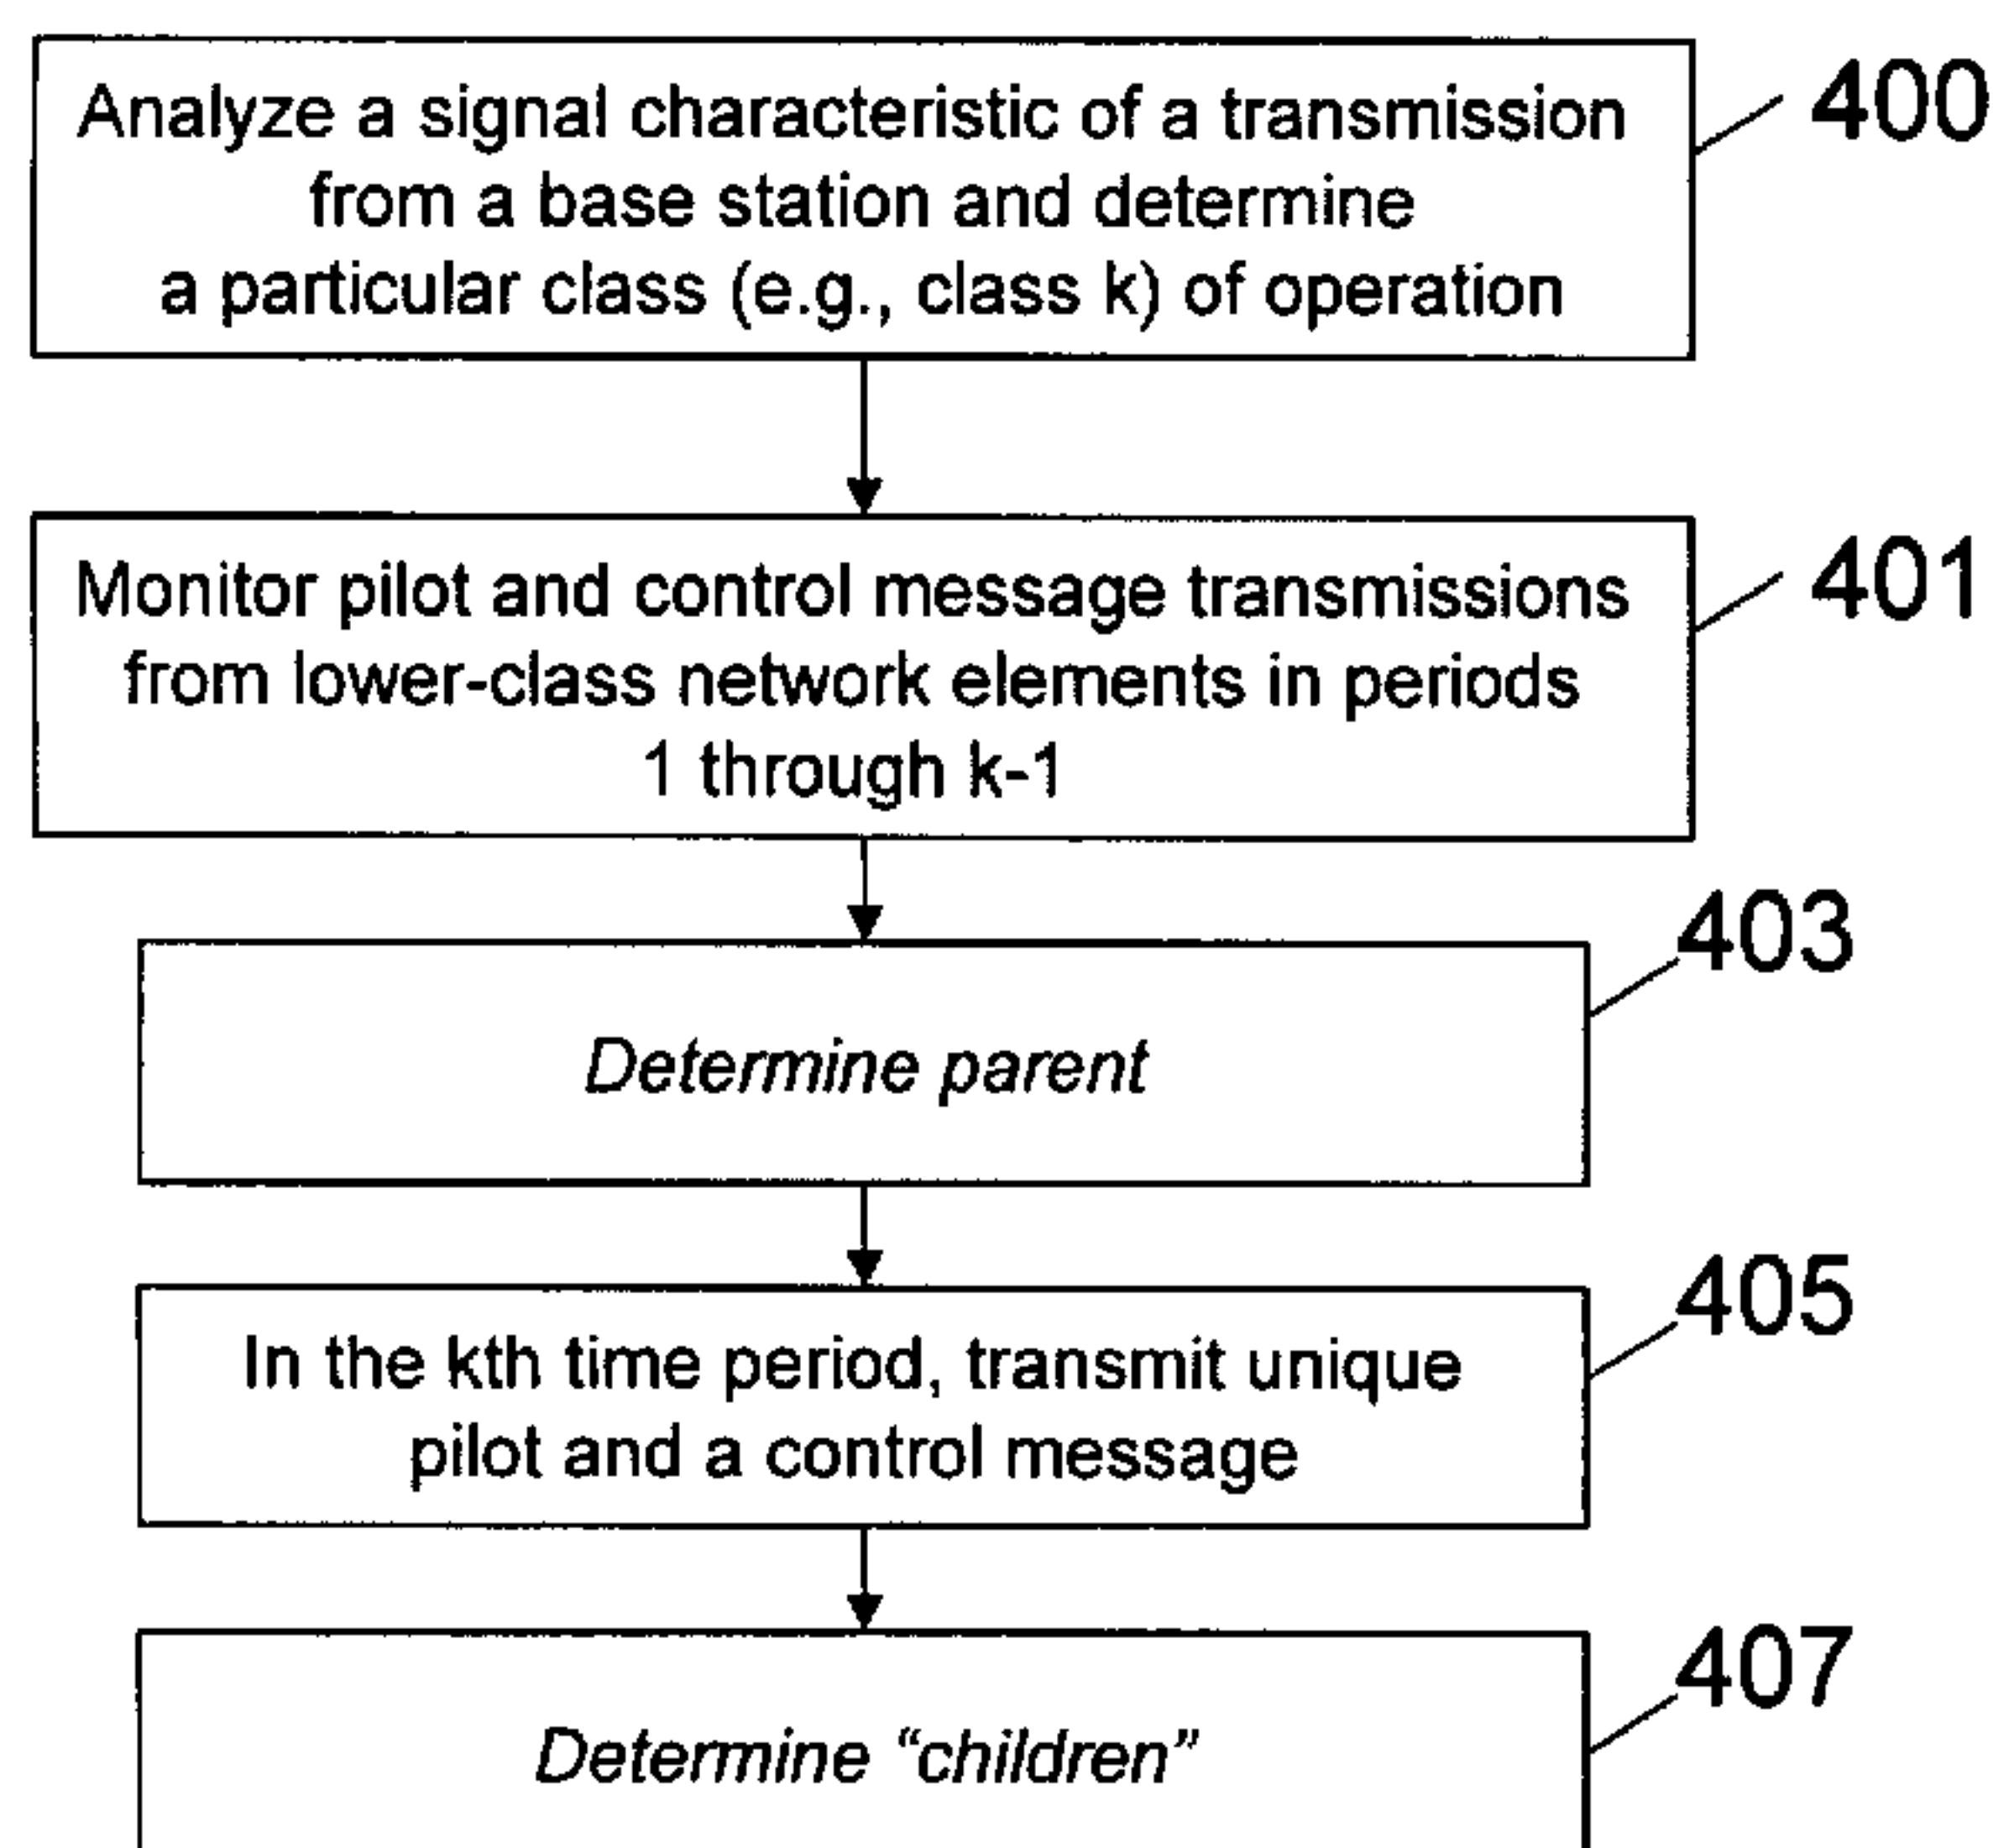 Analyze a signal characteristic of a transmission
from a base station and determine
a particular class (e.g., class k) of operation
400
Monitor pilot and control message transmissions
from lower-class network elements in periods
1 through k-1
401
Determine parent
403
In the kth time period, transmit unique
pilot and a control message
405
Determine “children”
407